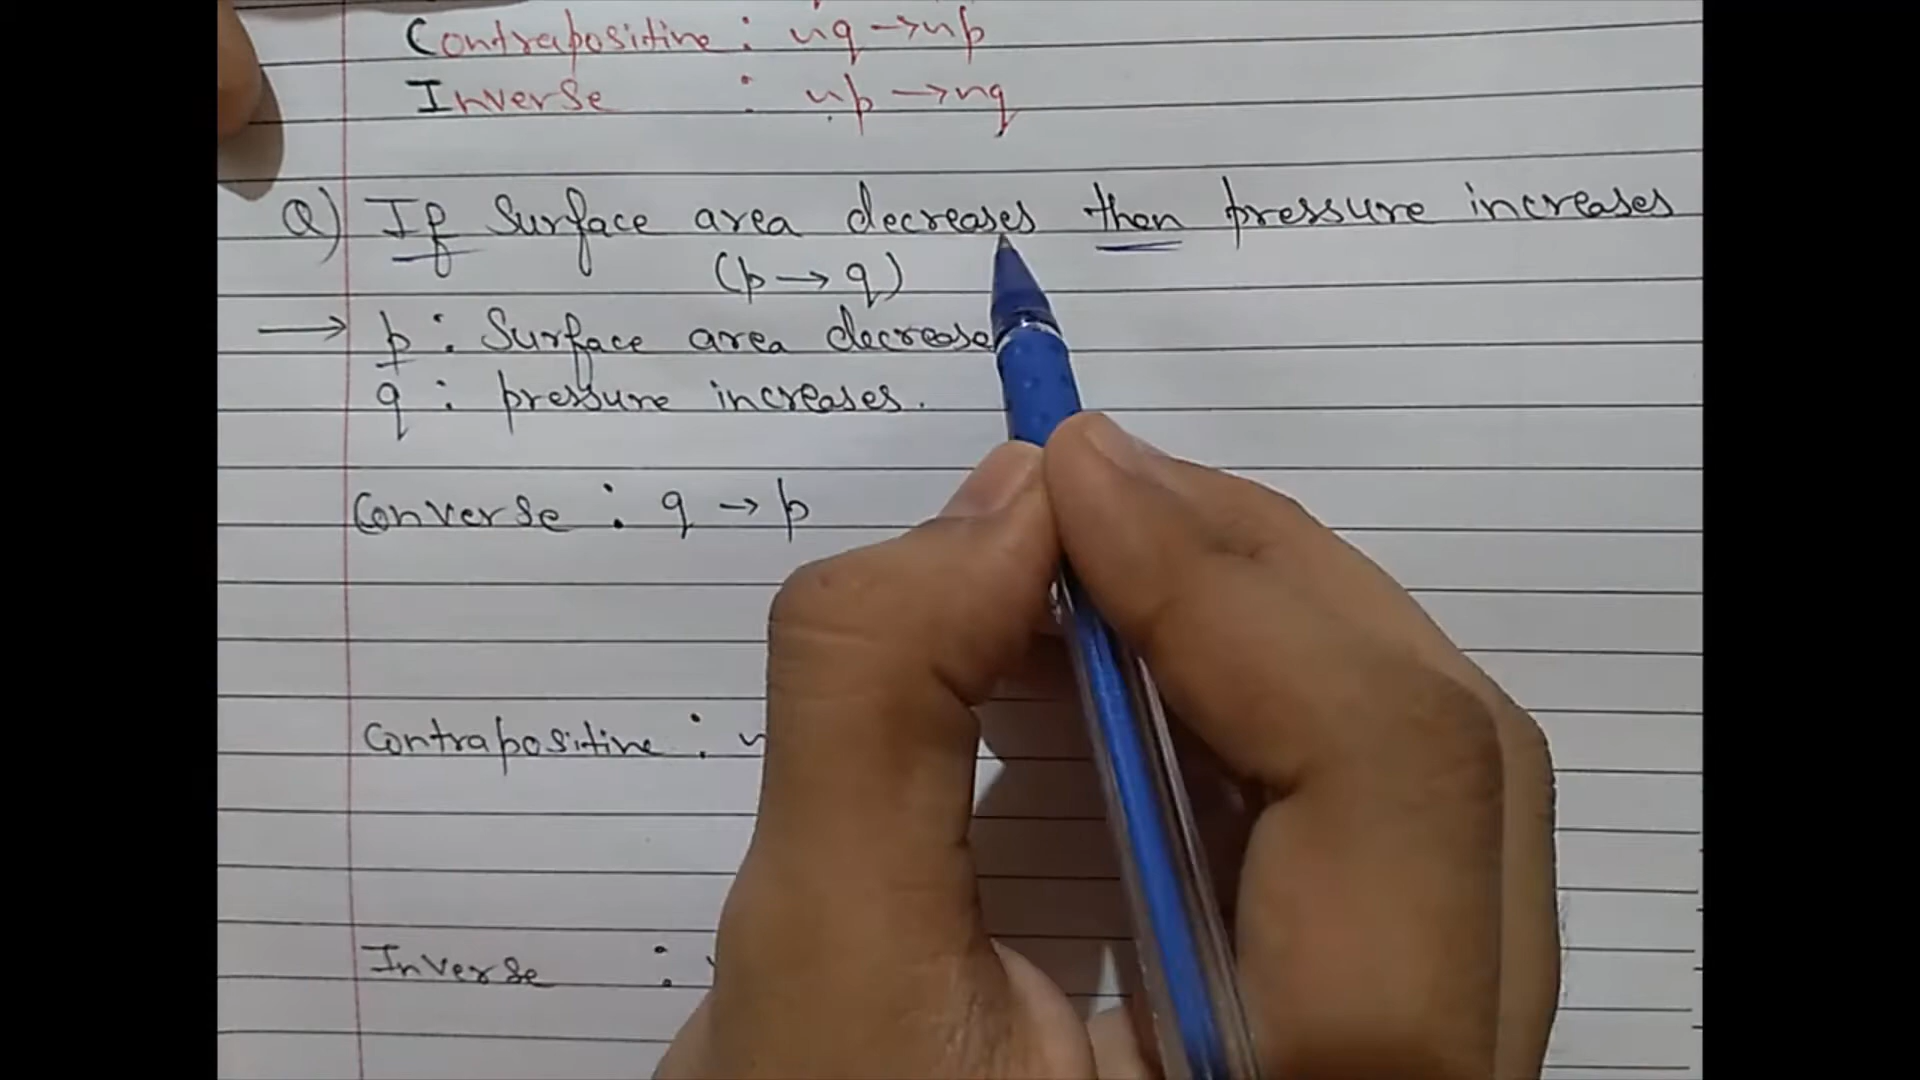 Contrapositive : ~q → ~p
Inverse : ~p → ~q
Q) If Surface area decreases then pressure increases
(p → q)
→ p : Surface area decrease
q : pressure increases.
Converse : q → p
Contrapositive : ~
Inverse :